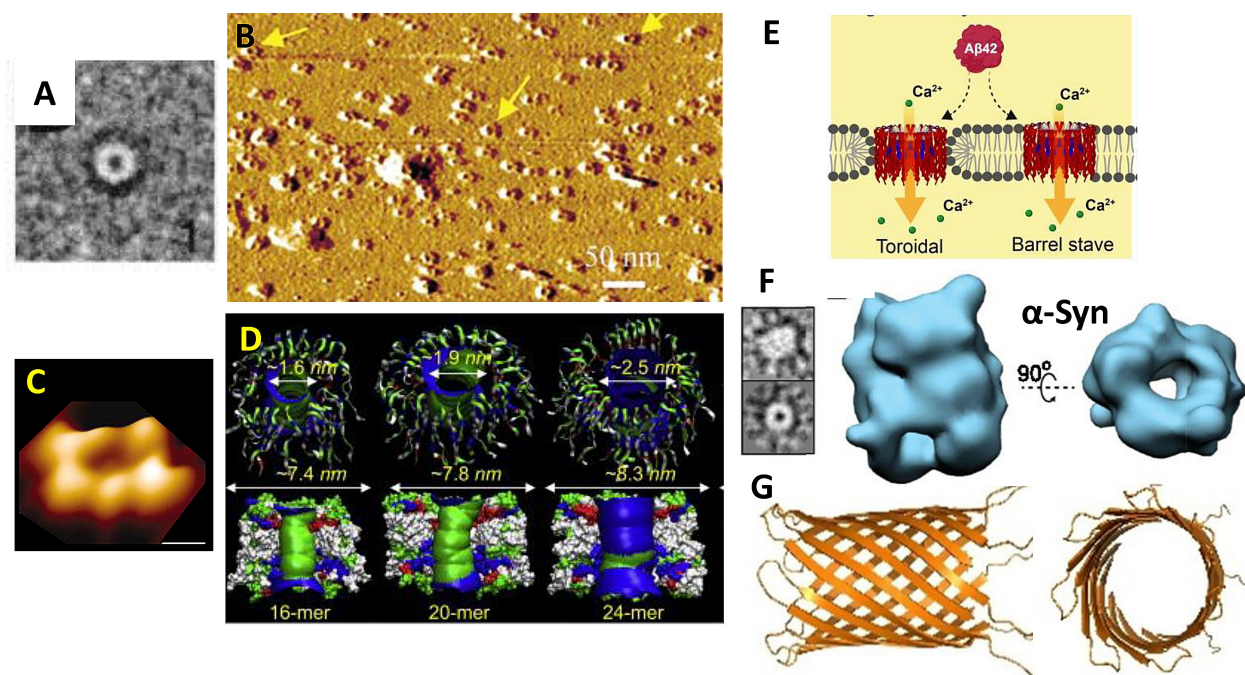 A
B
50 nm
C
D
~1.6 nm
~1.9 nm
~2.5 nm
~7.4 nm
~7.8 nm
~8.3 nm
16-mer
20-mer
24-mer
E
Aβ42
Ca²⁺
Ca²⁺
Ca²⁺
Ca²⁺
Toroidal
Barrel stave
F
α-Syn
90º
G